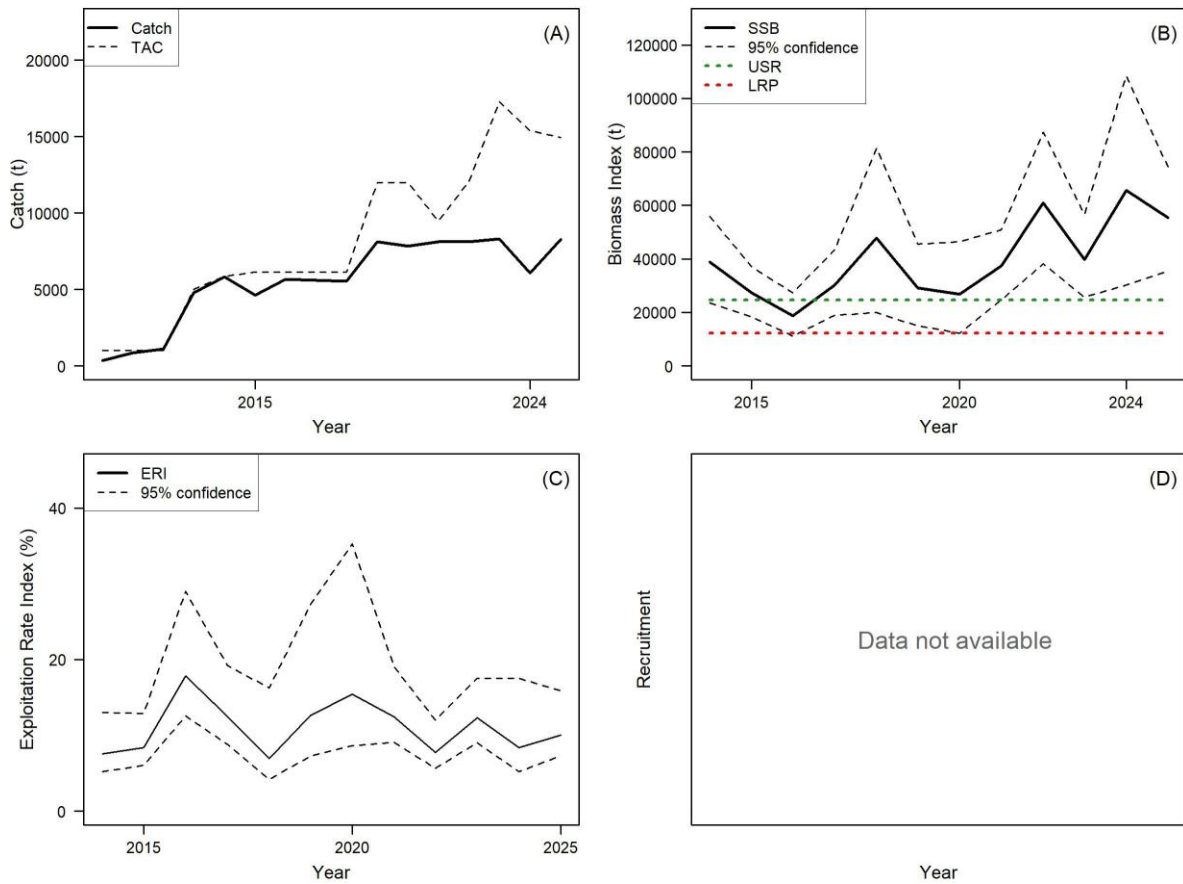 Catch
TAC
(A)
20000
15000
10000
5000
0
Catch (t)
2015
2024
Year
SSB
95% confidence
USR
LRP
(B)
120000
100000
80000
60000
40000
20000
0
Biomass Index (t)
2015
2020
2024
Year
ERI
95% confidence
(C)
40
20
0
Exploitation Rate Index (%)
2015
2020
2025
Year
(D)
Recruitment
Data not available
Year